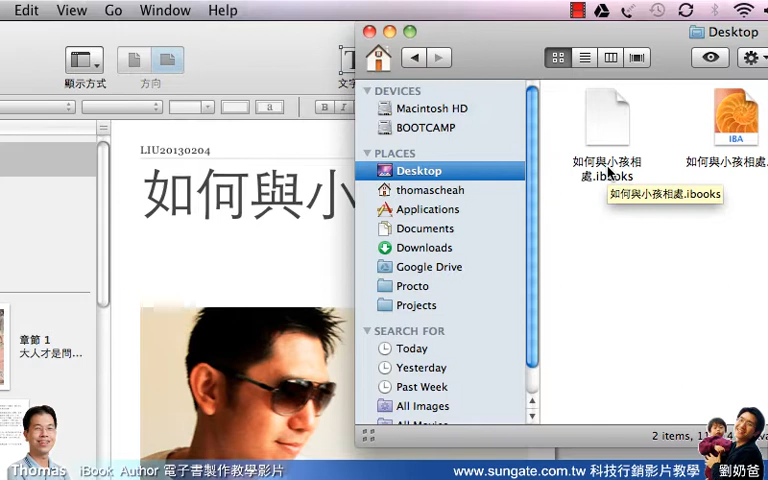 Edit View Go Window Help
Desktop
顯示方式
方向
文字
B I
a
LIU20130204
如何與小
章節 1
大人才是問...
DEVICES
Macintosh HD
BOOTCAMP
PLACES
Desktop
thomascheah
Applications
Documents
Downloads
Google Drive
Procto
Projects
SEARCH FOR
Today
Yesterday
Past Week
All Images
IBA
如何與小孩相
處.ibooks
如何與小孩相處.
如何與小孩相處.ibooks
2 items, 1
Thomas iBook Author 電子書製作教學影片
www.sungate.com.tw 科技行銷影片教學
劉奶爸